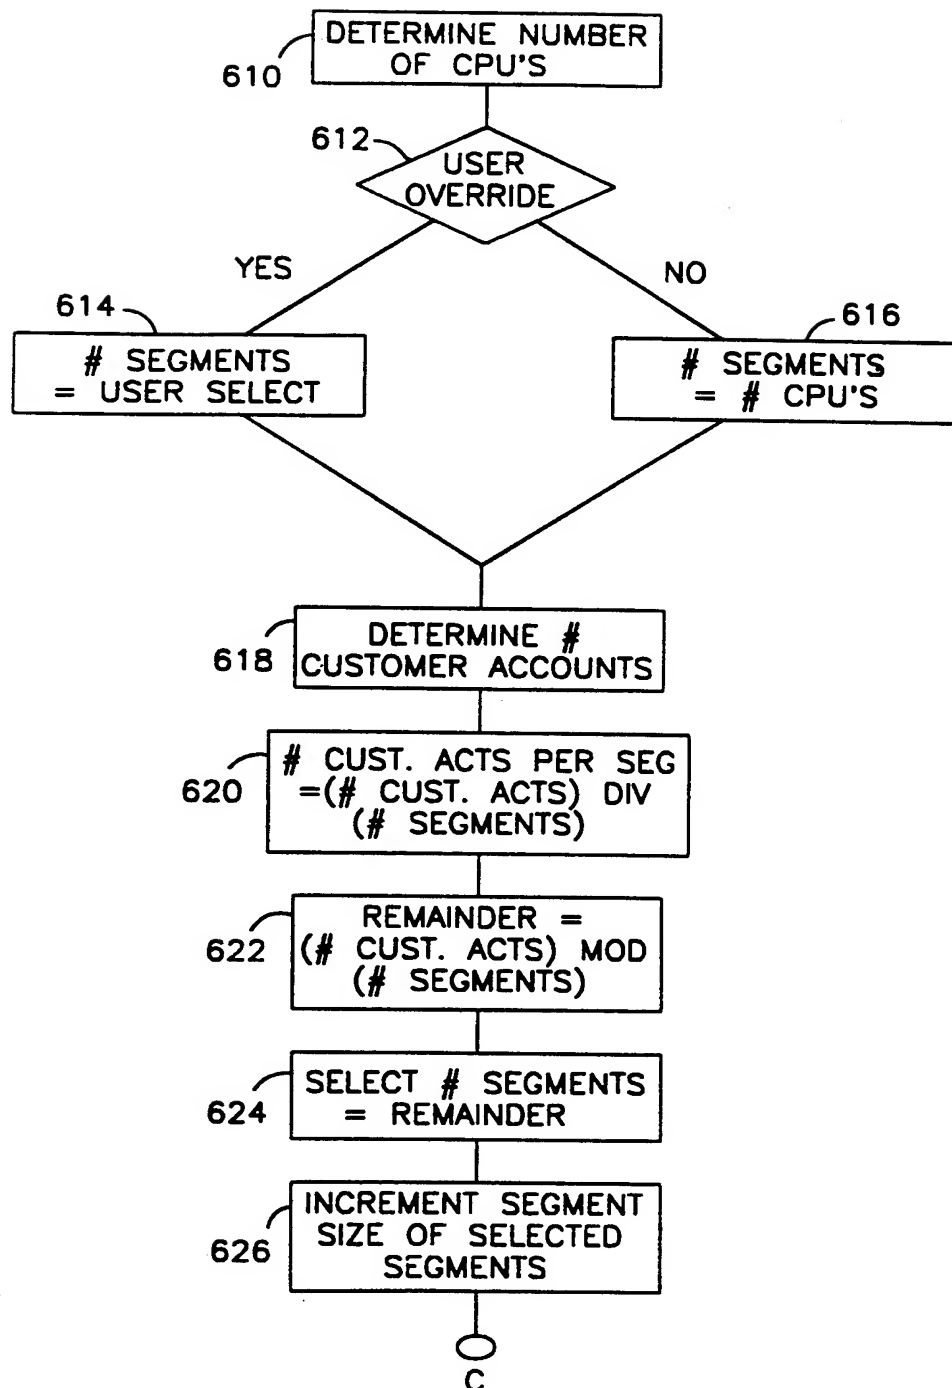 DETERMINE NUMBER
OF CPU'S
610
612
USER
OVERRIDE
YES
NO
614
# SEGMENTS
= USER SELECT
616
# SEGMENTS
= # CPU'S
DETERMINE #
CUSTOMER ACCOUNTS
618
# CUST. ACTS PER SEG
=(# CUST. ACTS) DIV
(# SEGMENTS)
620
REMAINDER =
(# CUST. ACTS) MOD
(# SEGMENTS)
622
SELECT # SEGMENTS
= REMAINDER
624
INCREMENT SEGMENT
SIZE OF SELECTED
SEGMENTS
626
C